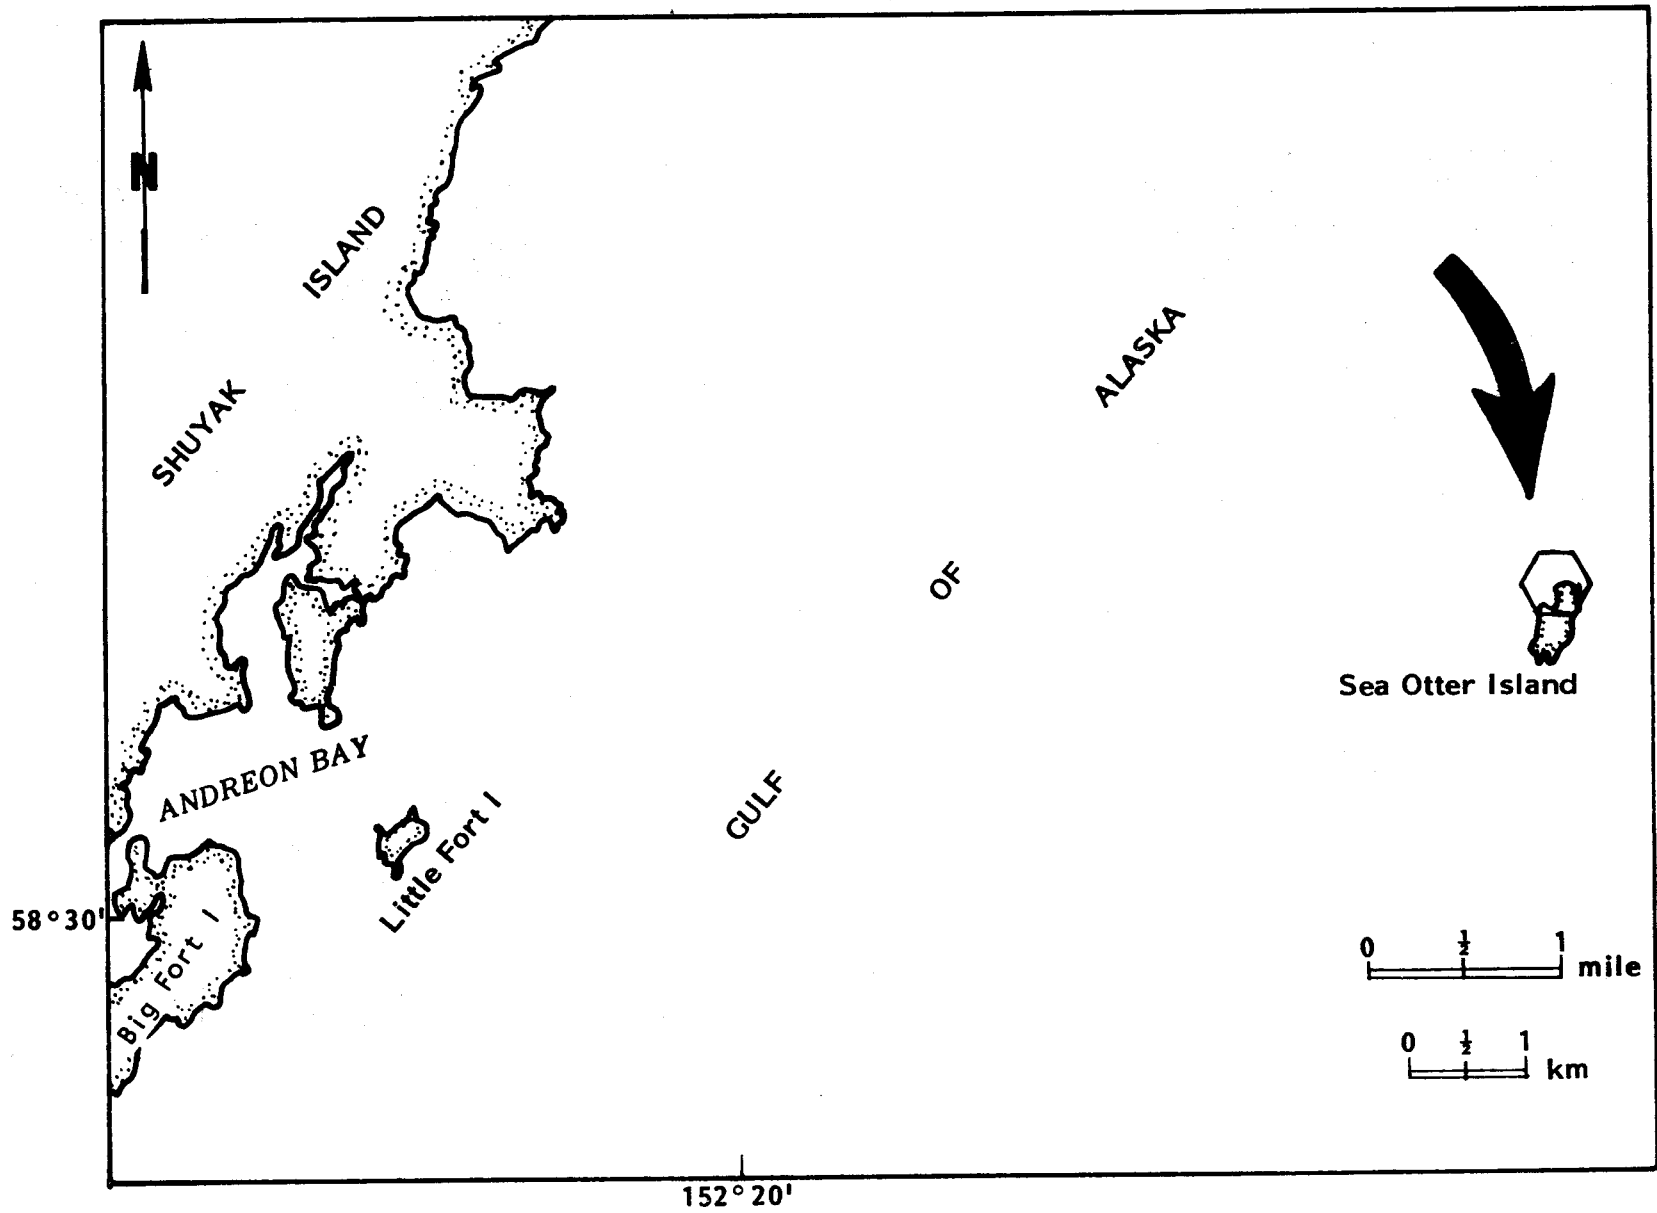 N
ISLAND
SHUYAK
ALASKA
OF
Sea Otter Island
ANDREON BAY
GULF
Little Fort I
58°30'
Big Fort I
0 ½ 1
mile
0 ½ 1
km
152°20'